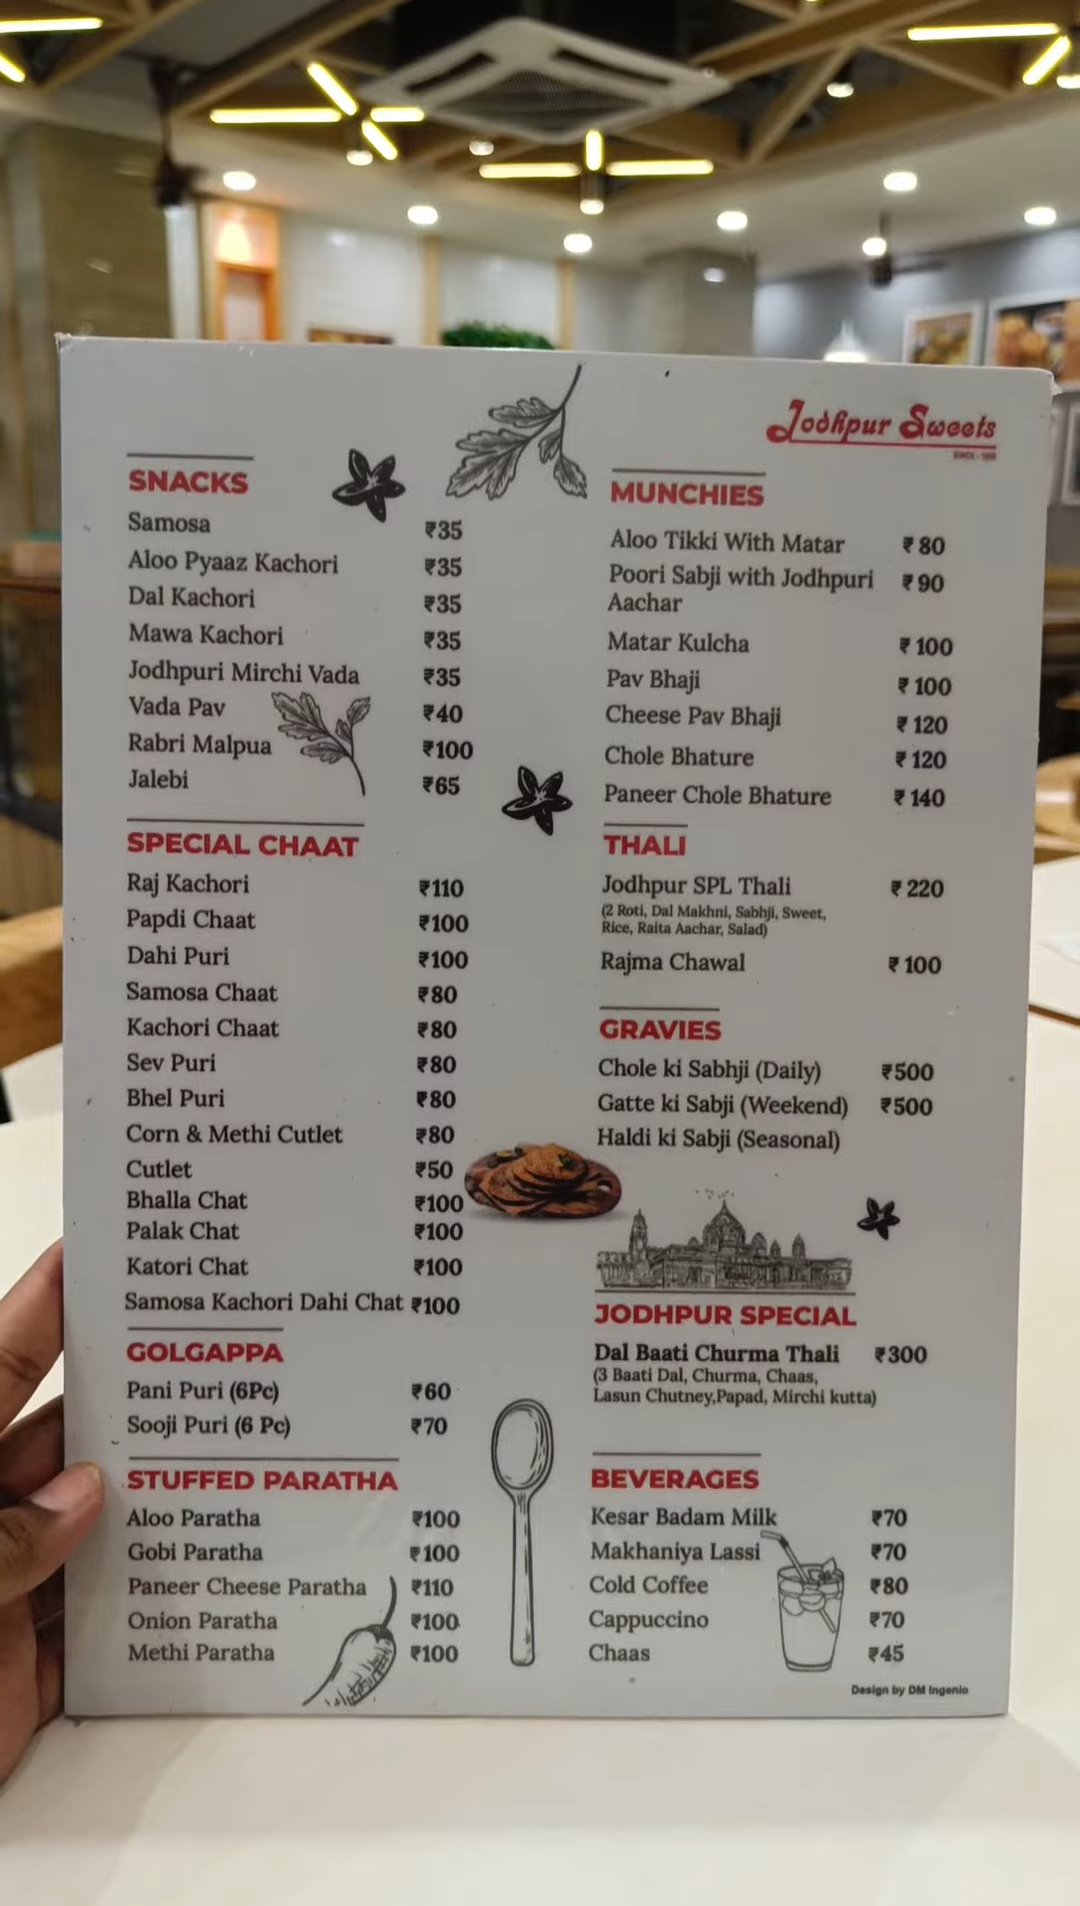 Jodhpur Sweets
SNACKS
Samosa ₹35
Aloo Pyaaz Kachori ₹35
Dal Kachori ₹35
Mawa Kachori ₹35
Jodhpuri Mirchi Vada ₹35
Vada Pav ₹40
Rabri Malpua ₹100
Jalebi ₹65
SPECIAL CHAAT
Raj Kachori ₹110
Papdi Chaat ₹100
Dahi Puri ₹100
Samosa Chaat ₹80
Kachori Chaat ₹80
Sev Puri ₹80
Bhel Puri ₹80
Corn & Methi Cutlet ₹80
Cutlet ₹50
Bhalla Chat ₹100
Palak Chat ₹100
Katori Chat ₹100
Samosa Kachori Dahi Chat ₹100
GOLGAPPA
Pani Puri (6Pc) ₹60
Sooji Puri (6 Pc) ₹70
STUFFED PARATHA
Aloo Paratha ₹100
Gobi Paratha ₹100
Paneer Cheese Paratha ₹110
Onion Paratha ₹100
Methi Paratha ₹100
MUNCHIES
Aloo Tikki With Matar ₹ 80
Poori Sabji with Jodhpuri ₹ 90
Aachar
Matar Kulcha ₹ 100
Pav Bhaji ₹ 100
Cheese Pav Bhaji ₹ 120
Chole Bhature ₹ 120
Paneer Chole Bhature ₹ 140
THALI
Jodhpur SPL Thali ₹ 220
(2 Roti, Dal Makhni, Sabhji, Sweet,
Rice, Raita Aachar, Salad)
Rajma Chawal ₹ 100
GRAVIES
Chole ki Sabhji (Daily) ₹500
Gatte ki Sabji (Weekend) ₹500
Haldi ki Sabji (Seasonal)
JODHPUR SPECIAL
Dal Baati Churma Thali ₹300
(3 Baati Dal, Churma, Chaas,
Lasun Chutney,Papad, Mirchi kutta)
BEVERAGES
Kesar Badam Milk ₹70
Makhaniya Lassi ₹70
Cold Coffee ₹80
Cappuccino ₹70
Chaas ₹45
Design by DM Ingenio